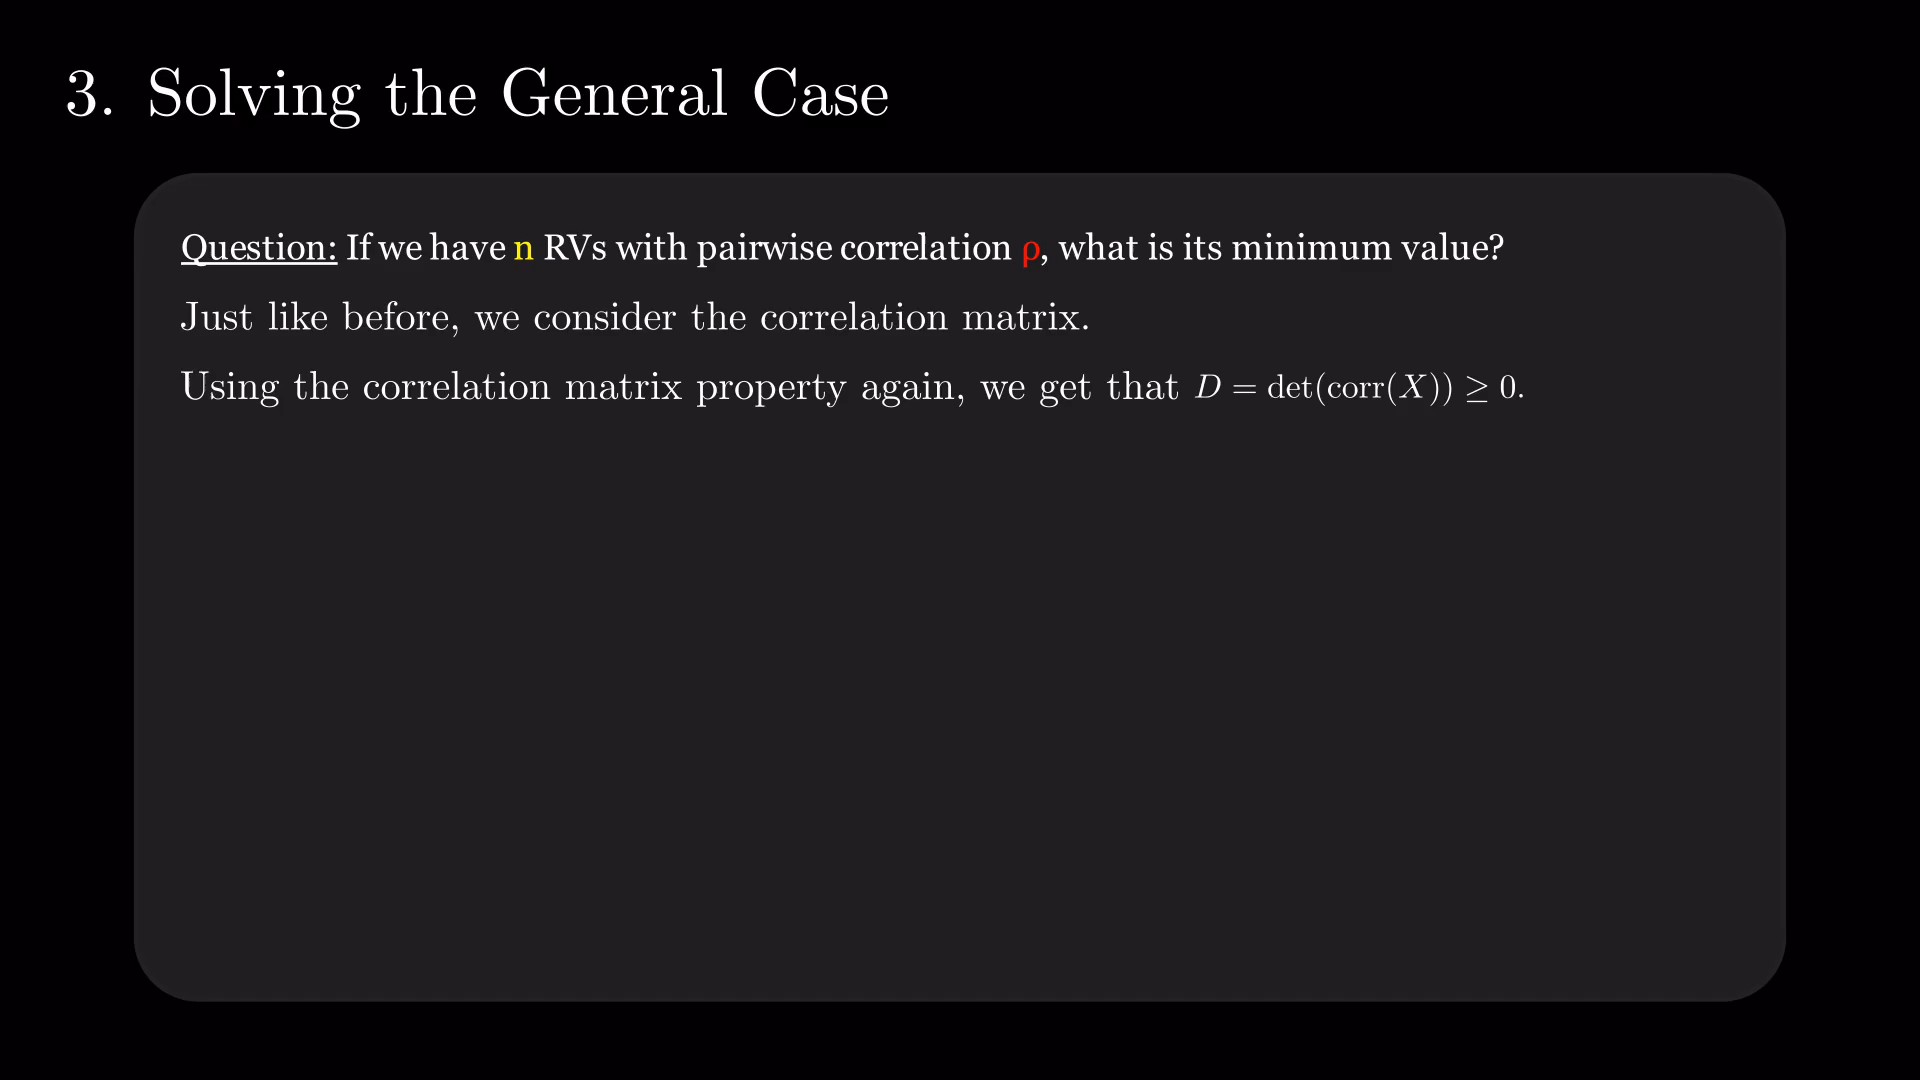 3. Solving the General Case
Question: If we have n RVs with pairwise correlation ρ, what is its minimum value?
Just like before, we consider the correlation matrix.
Using the correlation matrix property again, we get that D = det(corr(X)) ≥ 0.